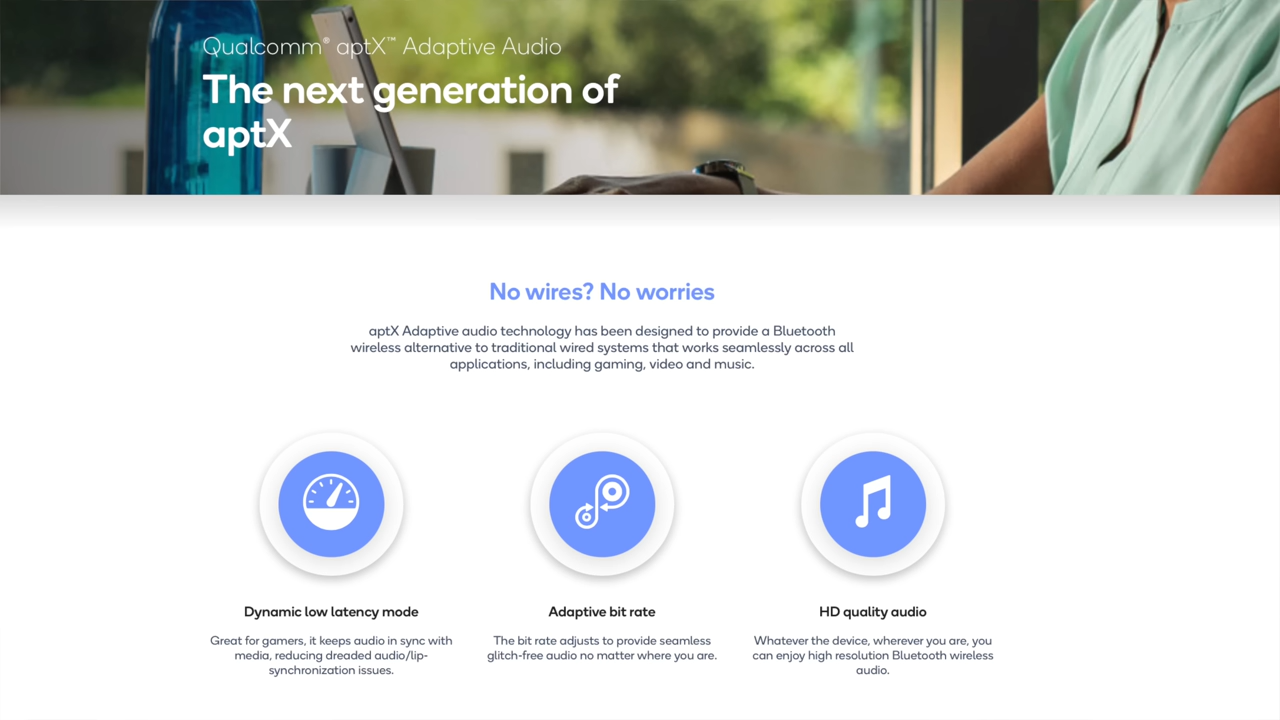 Qualcomm® aptX™ Adaptive Audio
The next generation of
aptX
No wires? No worries
aptX Adaptive audio technology has been designed to provide a Bluetooth
wireless alternative to traditional wired systems that works seamlessly across all
applications, including gaming, video and music.
Dynamic low latency mode
Great for gamers, it keeps audio in sync with
media, reducing dreaded audio/lip-
synchronization issues.
Adaptive bit rate
The bit rate adjusts to provide seamless
glitch-free audio no matter where you are.
HD quality audio
Whatever the device, wherever you are, you
can enjoy high resolution Bluetooth wireless
audio.